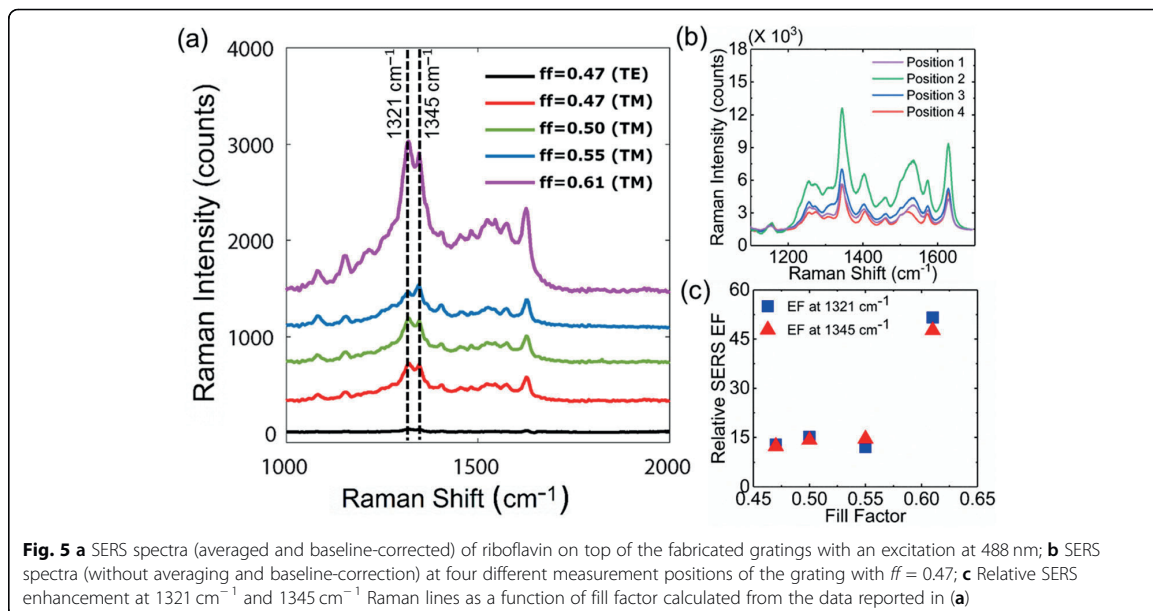 (a)
4000
3000
2000
1000
0
1000
1500
2000
Raman Intensity (counts)
Raman Shift (cm⁻¹)
1321 cm⁻¹
1345 cm⁻¹
ff=0.47 (TE)
ff=0.47 (TM)
ff=0.50 (TM)
ff=0.55 (TM)
ff=0.61 (TM)
(b)
(X 10³)
18
15
12
9
6
3
0
1200
1400
1600
Raman Intensity (counts)
Raman Shift (cm⁻¹)
Position 1
Position 2
Position 3
Position 4
(c)
60
45
30
15
0
0.45
0.50
0.55
0.60
0.65
Relative SERS EF
Fill Factor
EF at 1321 cm⁻¹
EF at 1345 cm⁻¹
Fig. 5 a SERS spectra (averaged and baseline-corrected) of riboflavin on top of the fabricated gratings with an excitation at 488 nm; b SERS
spectra (without averaging and baseline-correction) at four different measurement positions of the grating with ff = 0.47; c Relative SERS
enhancement at 1321 cm⁻¹ and 1345 cm⁻¹ Raman lines as a function of fill factor calculated from the data reported in (a)